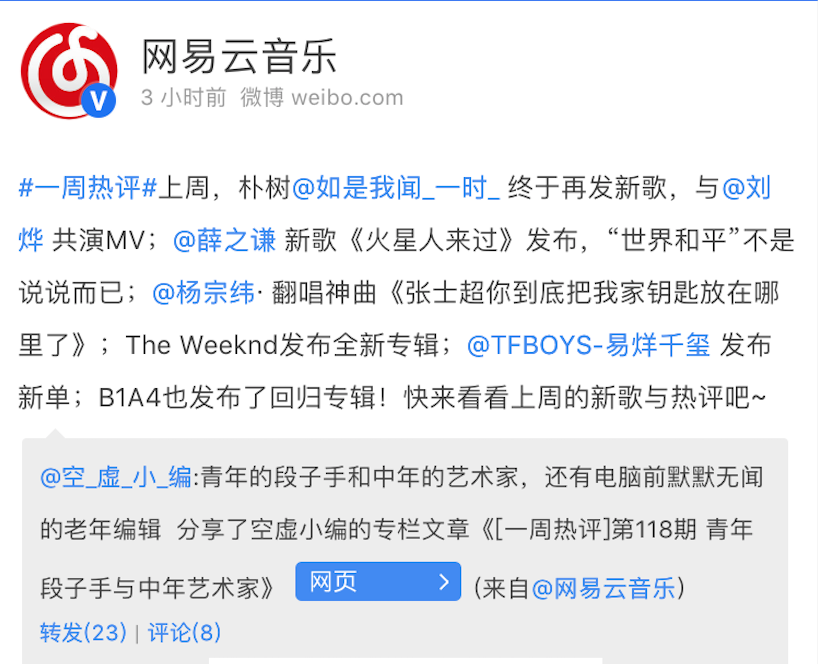 网易云音乐
V
3 小时前 微博 weibo.com
#一周热评#上周，朴树@如是我闻_一时_ 终于再发新歌，与@刘
烨 共演MV；@薛之谦 新歌《火星人来过》发布，“世界和平”不是
说说而已；@杨宗纬· 翻唱神曲《张士超你到底把我家钥匙放在哪
里了》；The Weeknd发布全新专辑；@TFBOYS-易烊千玺 发布
新单；B1A4也发布了回归专辑！快来看看上周的新歌与热评吧~
@空_虚_小_编:青年的段子手和中年的艺术家，还有电脑前默默无闻
的老年编辑 分享了空虚小编的专栏文章《[一周热评]第118期 青年
段子手与中年艺术家》 网页 > (来自@网易云音乐)
转发(23) | 评论(8)